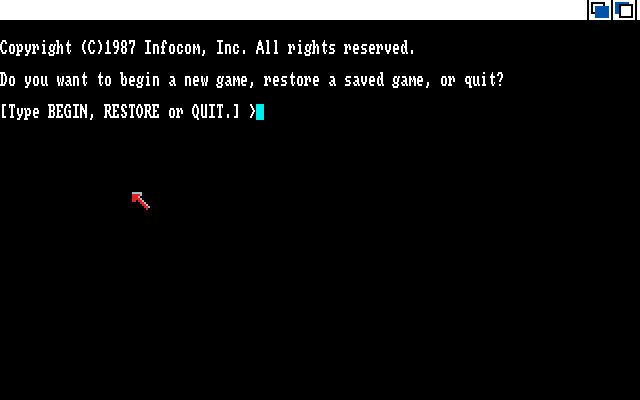 Copyright (C)1987 Infocom, Inc. All rights reserved.
Do you want to begin a new game, restore a saved game, or quit?
[Type BEGIN, RESTORE or QUIT.] >